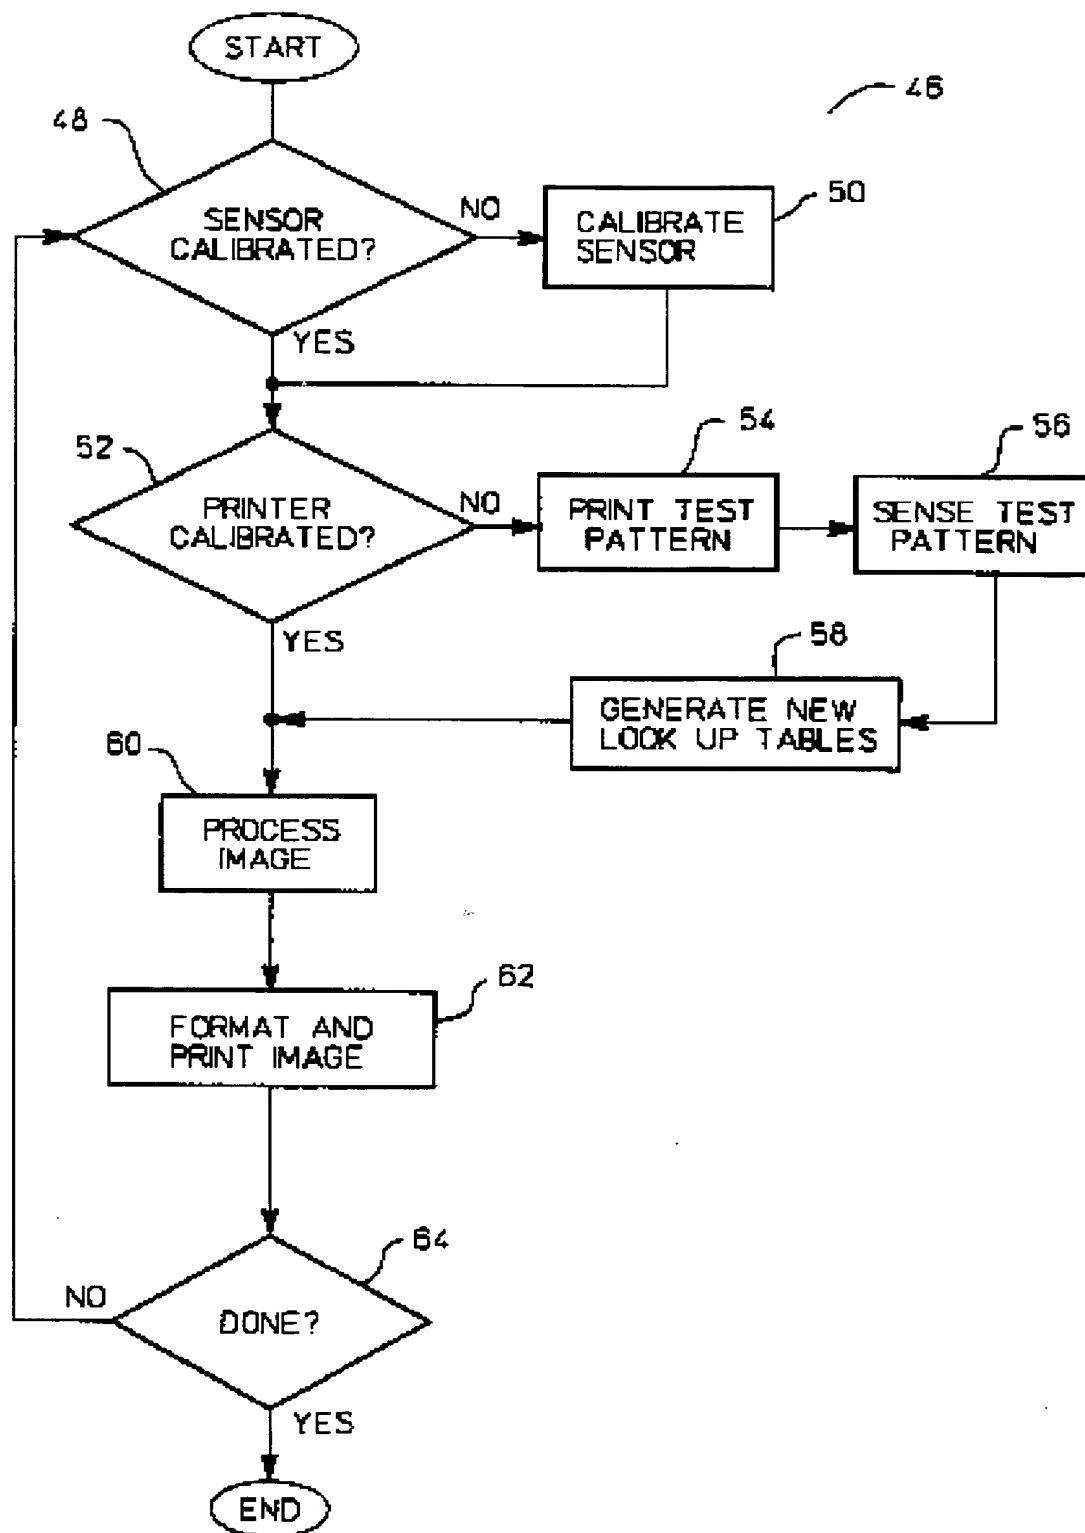 START
46
48
SENSOR
CALIBRATED?
NO
50
CALIBRATE
SENSOR
YES
52
PRINTER
CALIBRATED?
NO
54
PRINT TEST
PATTERN
56
SENSE TEST
PATTERN
YES
58
GENERATE NEW
LOOK UP TABLES
60
PROCESS
IMAGE
62
FORMAT AND
PRINT IMAGE
64
NO
DONE?
YES
END